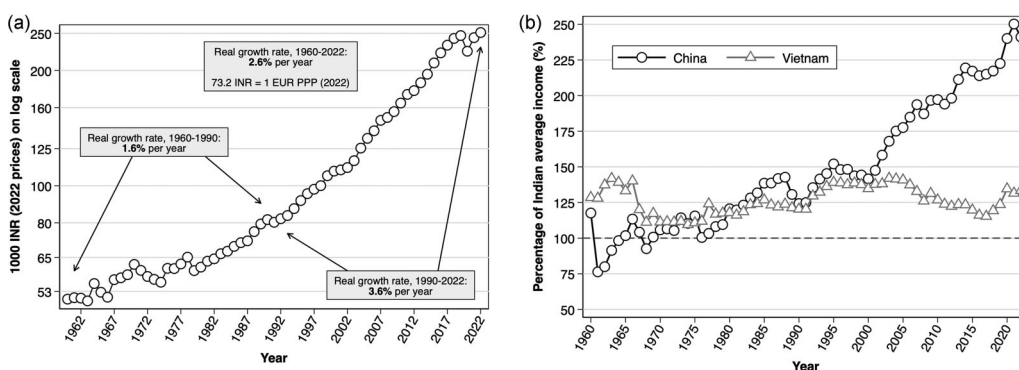 (a)
250
200
160
125
100
80
65
53
1000 INR (2022 prices) on log scale
Real growth rate, 1960-2022:
2.6% per year
73.2 INR = 1 EUR PPP (2022)
Real growth rate, 1960-1990:
1.6% per year
Real growth rate, 1990-2022:
3.6% per year
1962
1967
1972
1977
1982
1987
1992
1997
2002
2007
2012
2017
2022
Year
(b)
250
225
200
175
150
125
100
75
50
Percentage of Indian average income (%)
China
Vietnam
1960
1965
1970
1975
1980
1985
1990
1995
2000
2005
2010
2015
2020
Year